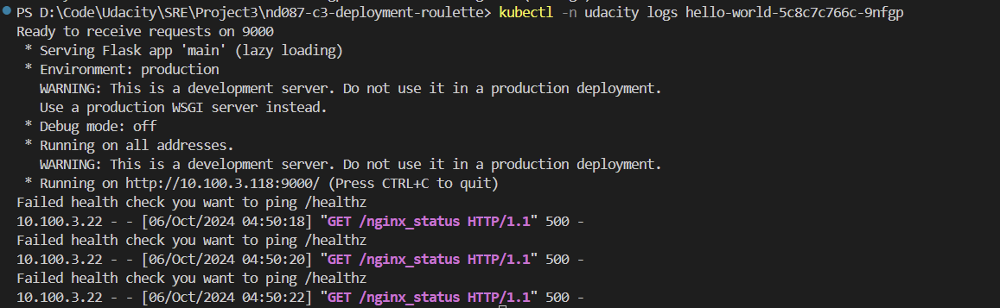 PS D:\Code\Udacity\SRE\Project3\nd087-c3-deployment-roulette> kubectl -n udacity logs hello-world-5c8c7c766c-9nfgp
Ready to receive requests on 9000
 * Serving Flask app 'main' (lazy loading)
 * Environment: production
   WARNING: This is a development server. Do not use it in a production deployment.
   Use a production WSGI server instead.
 * Debug mode: off
 * Running on all addresses.
   WARNING: This is a development server. Do not use it in a production deployment.
 * Running on http://10.100.3.118:9000/ (Press CTRL+C to quit)
Failed health check you want to ping /healthz
10.100.3.22 - - [06/Oct/2024 04:50:18] "GET /nginx_status HTTP/1.1" 500 -
Failed health check you want to ping /healthz
10.100.3.22 - - [06/Oct/2024 04:50:20] "GET /nginx_status HTTP/1.1" 500 -
Failed health check you want to ping /healthz
10.100.3.22 - - [06/Oct/2024 04:50:22] "GET /nginx_status HTTP/1.1" 500 -